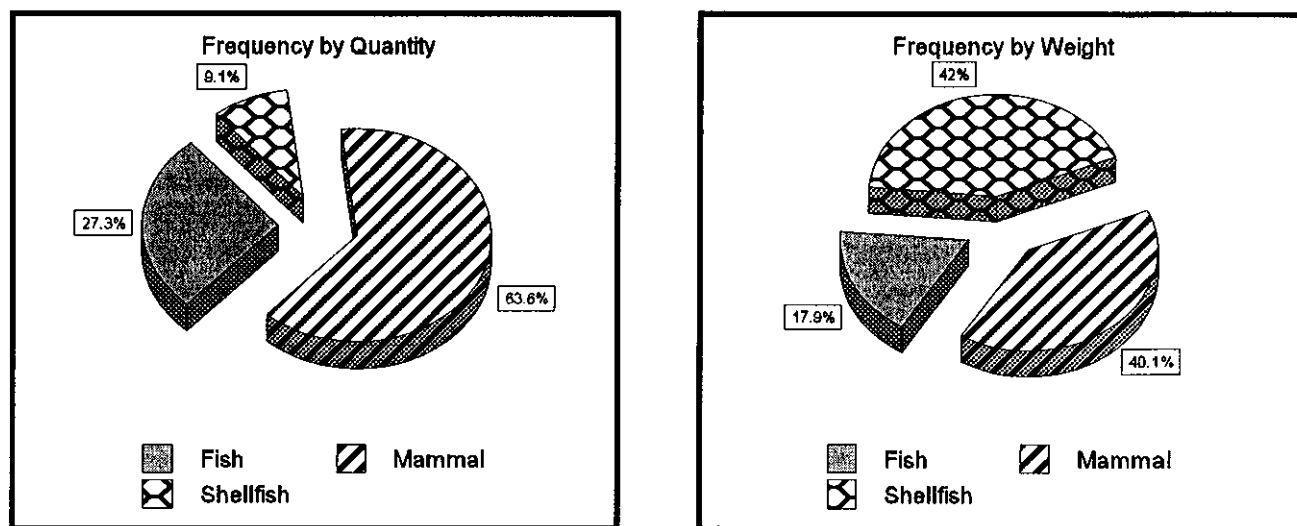 Frequency by Quantity
9.1%
27.3%
63.6%
Fish
Mammal
Shellfish
Frequency by Weight
42%
17.9%
40.1%
Fish
Mammal
Shellfish